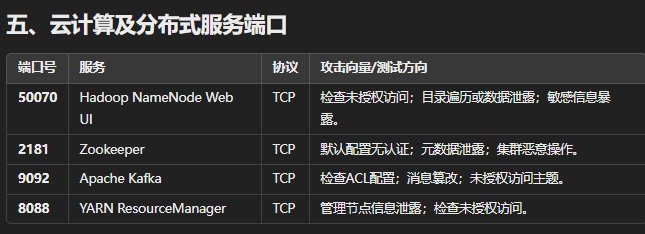 五、云计算及分布式服务端口
端口号 服务 协议 攻击向量/测试方向
50070 Hadoop NameNode Web TCP 检查未授权访问；目录遍历或数据泄露；敏感信息暴
UI 露。
2181 Zookeeper TCP 默认配置无认证；元数据泄露；集群恶意操作。
9092 Apache Kafka TCP 检查ACL配置；消息篡改；未授权访问主题。
8088 YARN ResourceManager TCP 管理节点信息泄露；检查未授权访问。